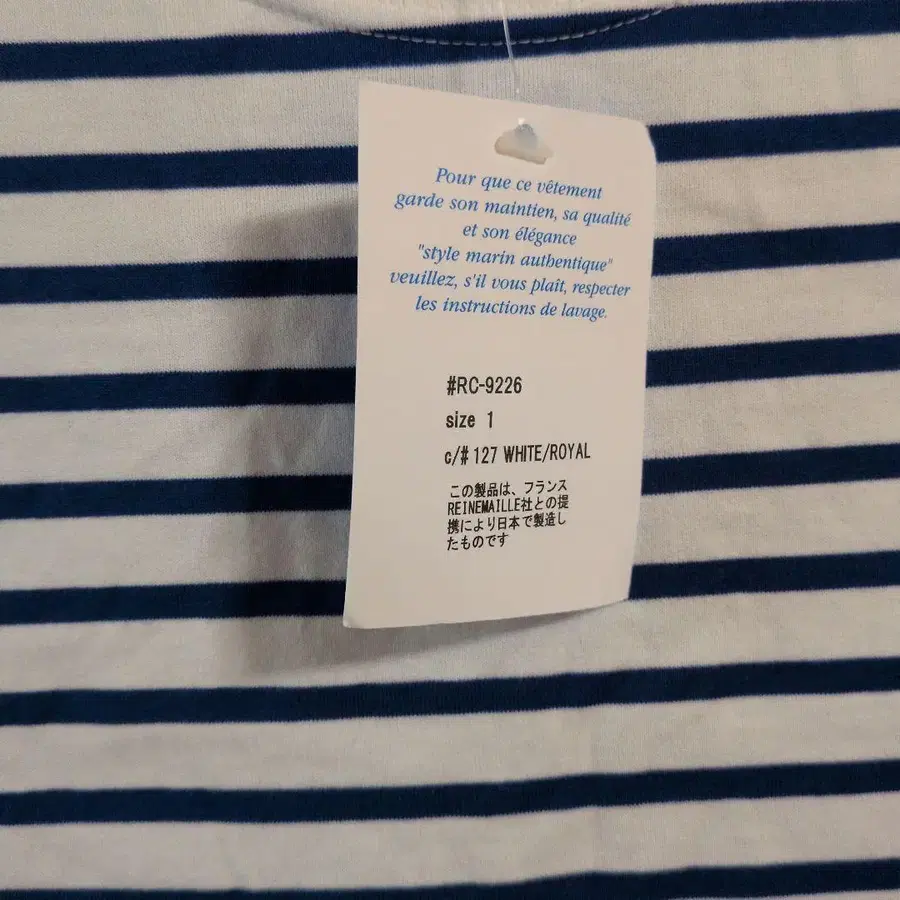 Pour que ce vêtement
garde son maintien, sa qualité
et son élégance
"style marin authentique"
veuillez, s'il vous plaît, respecter
les instructions de lavage.
#RC-9226
size 1
c/# 127 WHITE/ROYAL
この製品は、フランス
REINEMAILLE社との提
携により日本で製造し
たものです